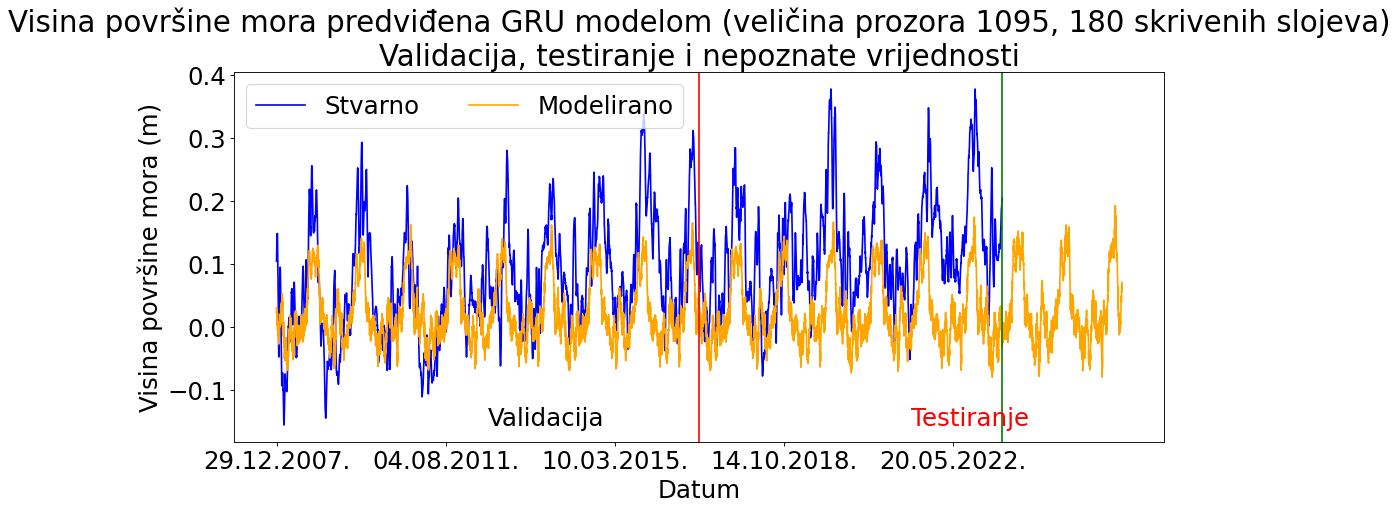 Visina površine mora predviđena GRU modelom (veličina prozora 1095, 180 skrivenih slojeva)
Validacija, testiranje i nepoznate vrijednosti
Stvarno
Modelirano
Visina površine mora (m)
0.4
0.3
0.2
0.1
0.0
−0.1
Validacija
Testiranje
29.12.2007.
04.08.2011.
10.03.2015.
14.10.2018.
20.05.2022.
Datum